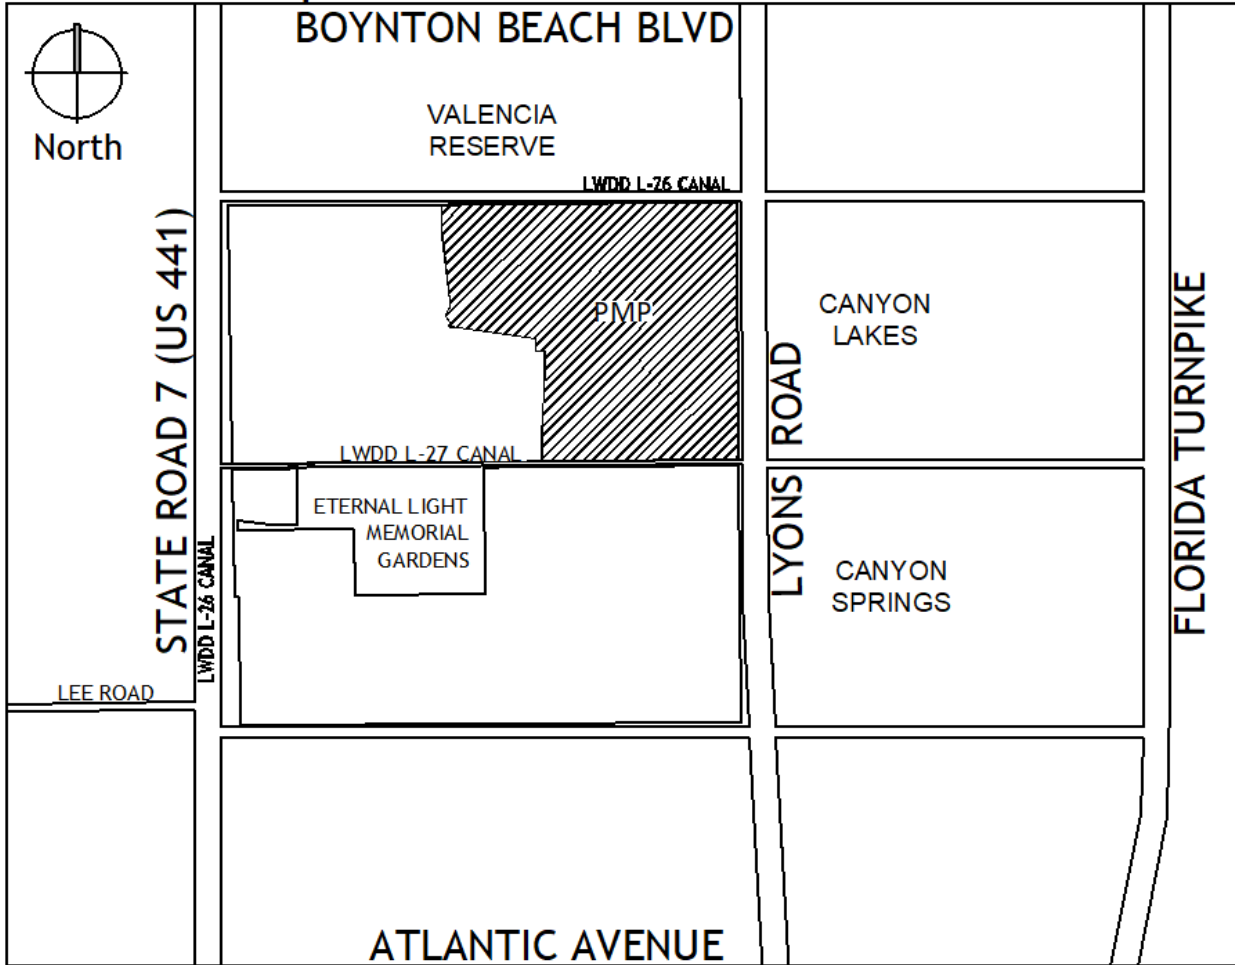 BOYNTON BEACH BLVD
North
VALENCIA
RESERVE
LWDD L-26 CANAL
STATE ROAD 7 (US 441)
PMP
CANYON
LAKES
LYONS ROAD
FLORIDA TURNPIKE
LWDD L-27 CANAL
ETERNAL LIGHT
MEMORIAL
GARDENS
LWDD L-26 CANAL
CANYON
SPRINGS
LEE ROAD
ATLANTIC AVENUE